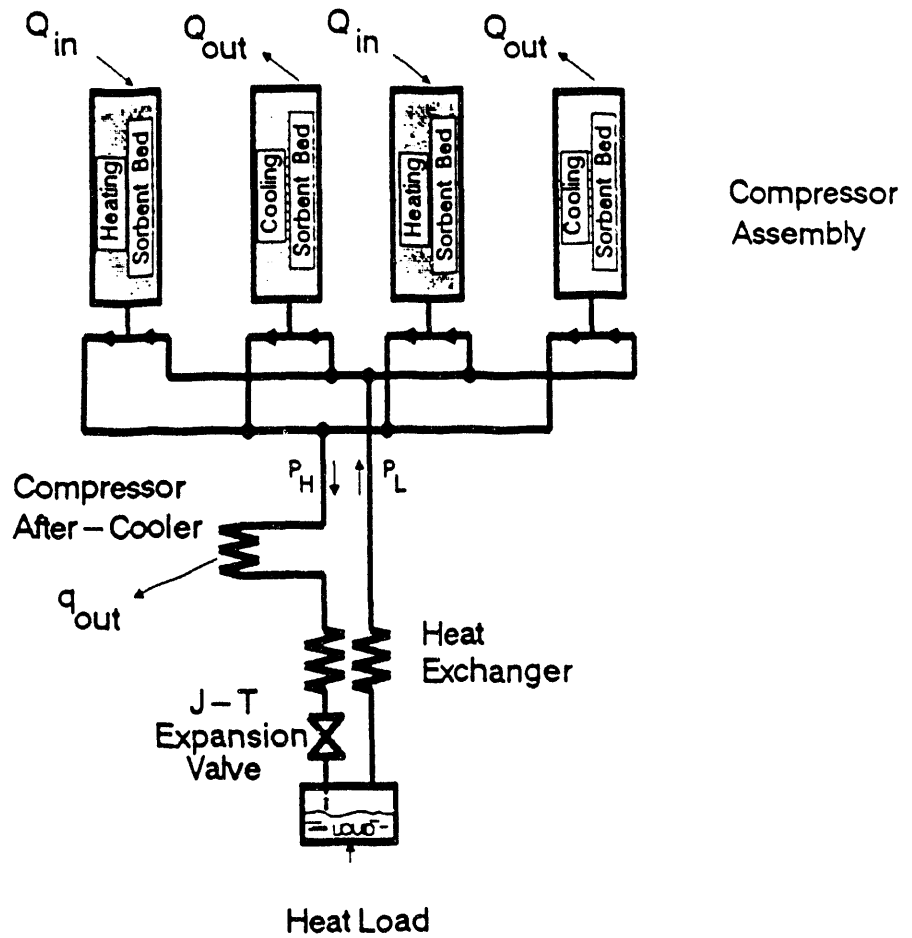 Q in
Q out
Q in
Q out
Heating
Sorbent Bed
Cooling
Sorbent Bed
Heating
Sorbent Bed
Cooling
Sorbent Bed
Compressor
Assembly
P H
P L
Compressor
After-Cooler
q out
Heat
Exchanger
J-T
Expansion
Valve
Heat Load